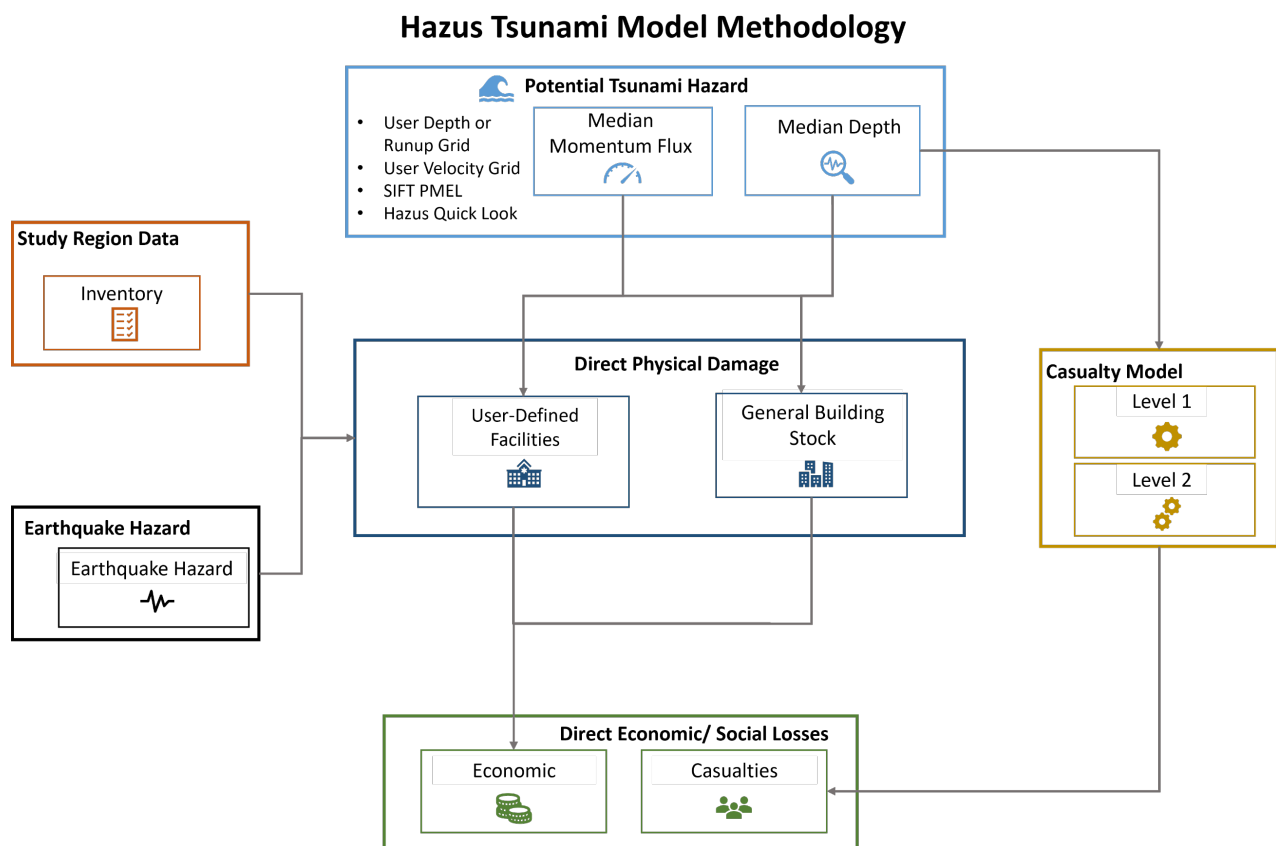 Hazus Tsunami Model Methodology
Potential Tsunami Hazard
• User Depth or
Runup Grid
• User Velocity Grid
• SIFT PMEL
• Hazus Quick Look
Median
Momentum Flux
Median Depth
Study Region Data
Inventory
Earthquake Hazard
Earthquake Hazard
Direct Physical Damage
User-Defined
Facilities
General Building
Stock
Casualty Model
Level 1
Level 2
Direct Economic/ Social Losses
Economic
Casualties